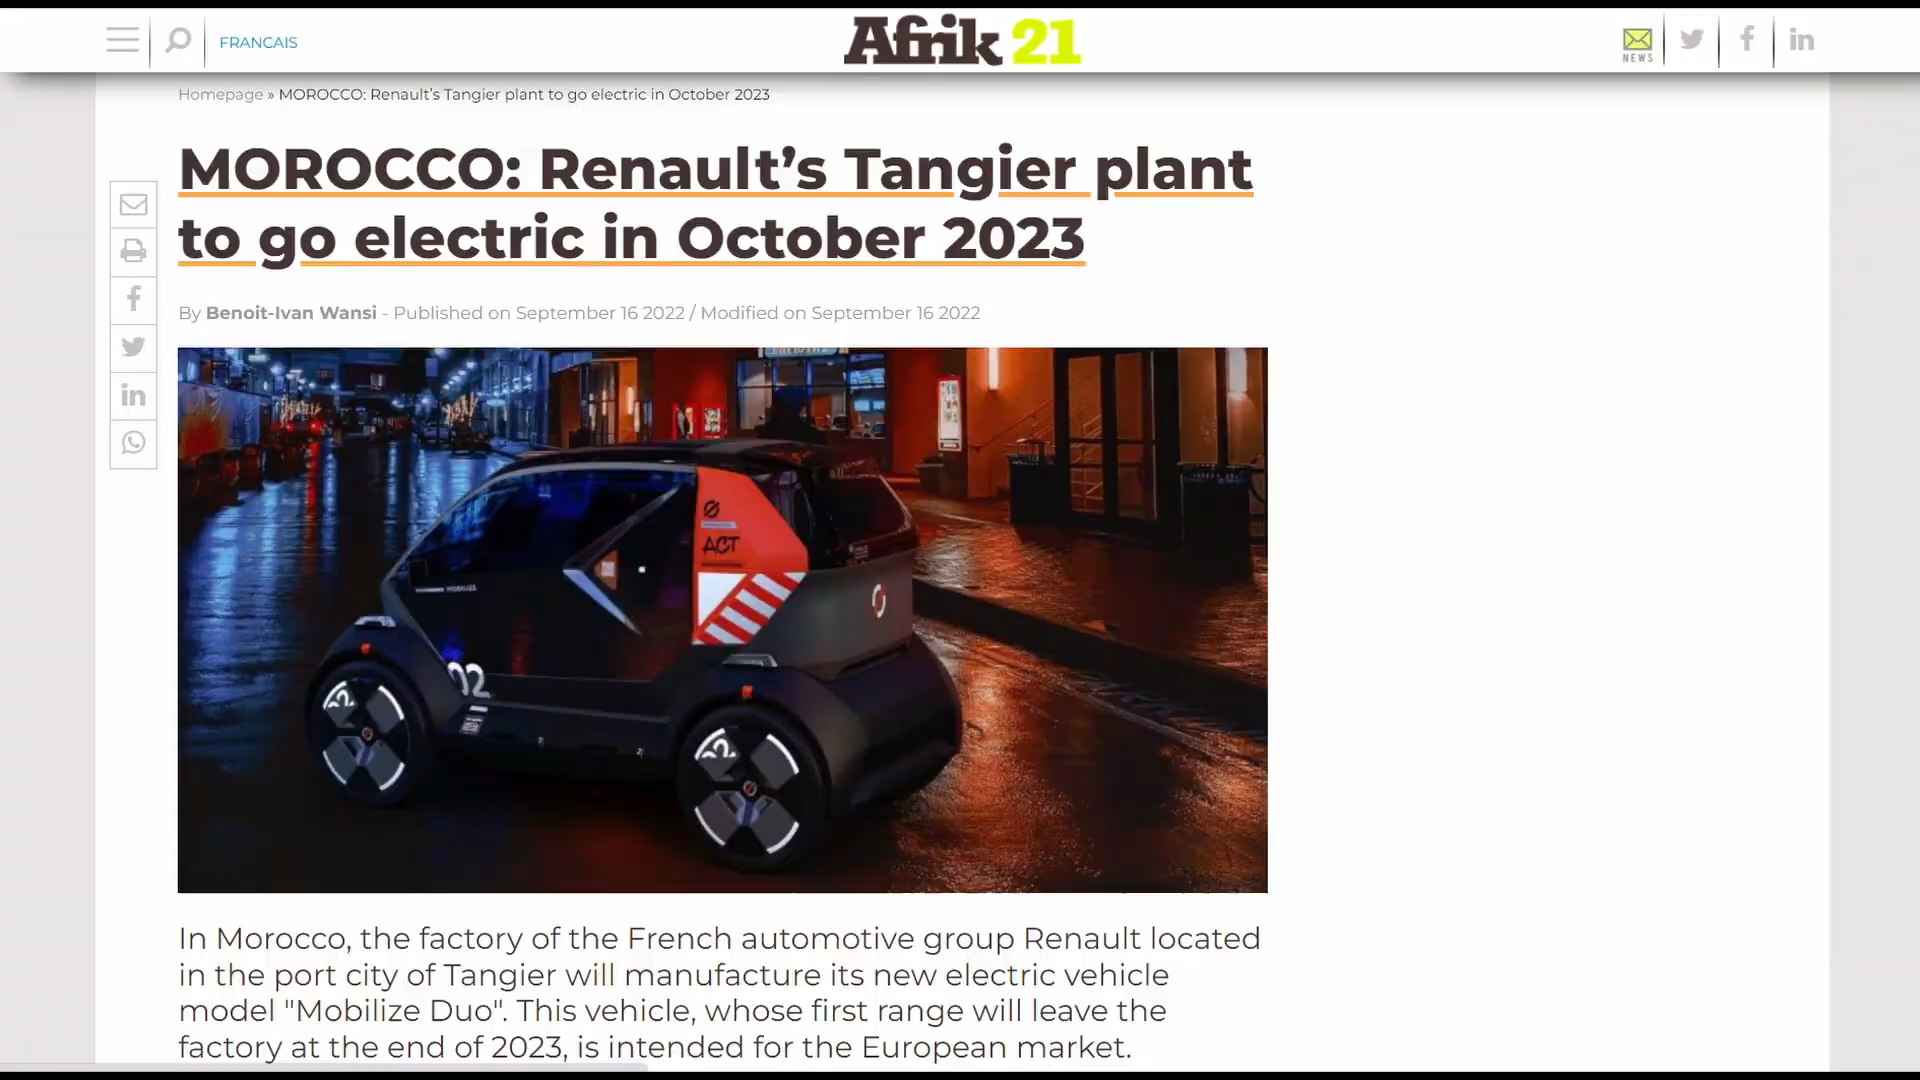 FRANCAIS
Afrik 21
NEWS
Homepage » MOROCCO: Renault’s Tangier plant to go electric in October 2023
MOROCCO: Renault’s Tangier plant
to go electric in October 2023
By Benoit-Ivan Wansi - Published on September 16 2022 / Modified on September 16 2022
ACT
MOBILIZE
02
02
02
In Morocco, the factory of the French automotive group Renault located
in the port city of Tangier will manufacture its new electric vehicle
model "Mobilize Duo". This vehicle, whose first range will leave the
factory at the end of 2023, is intended for the European market.